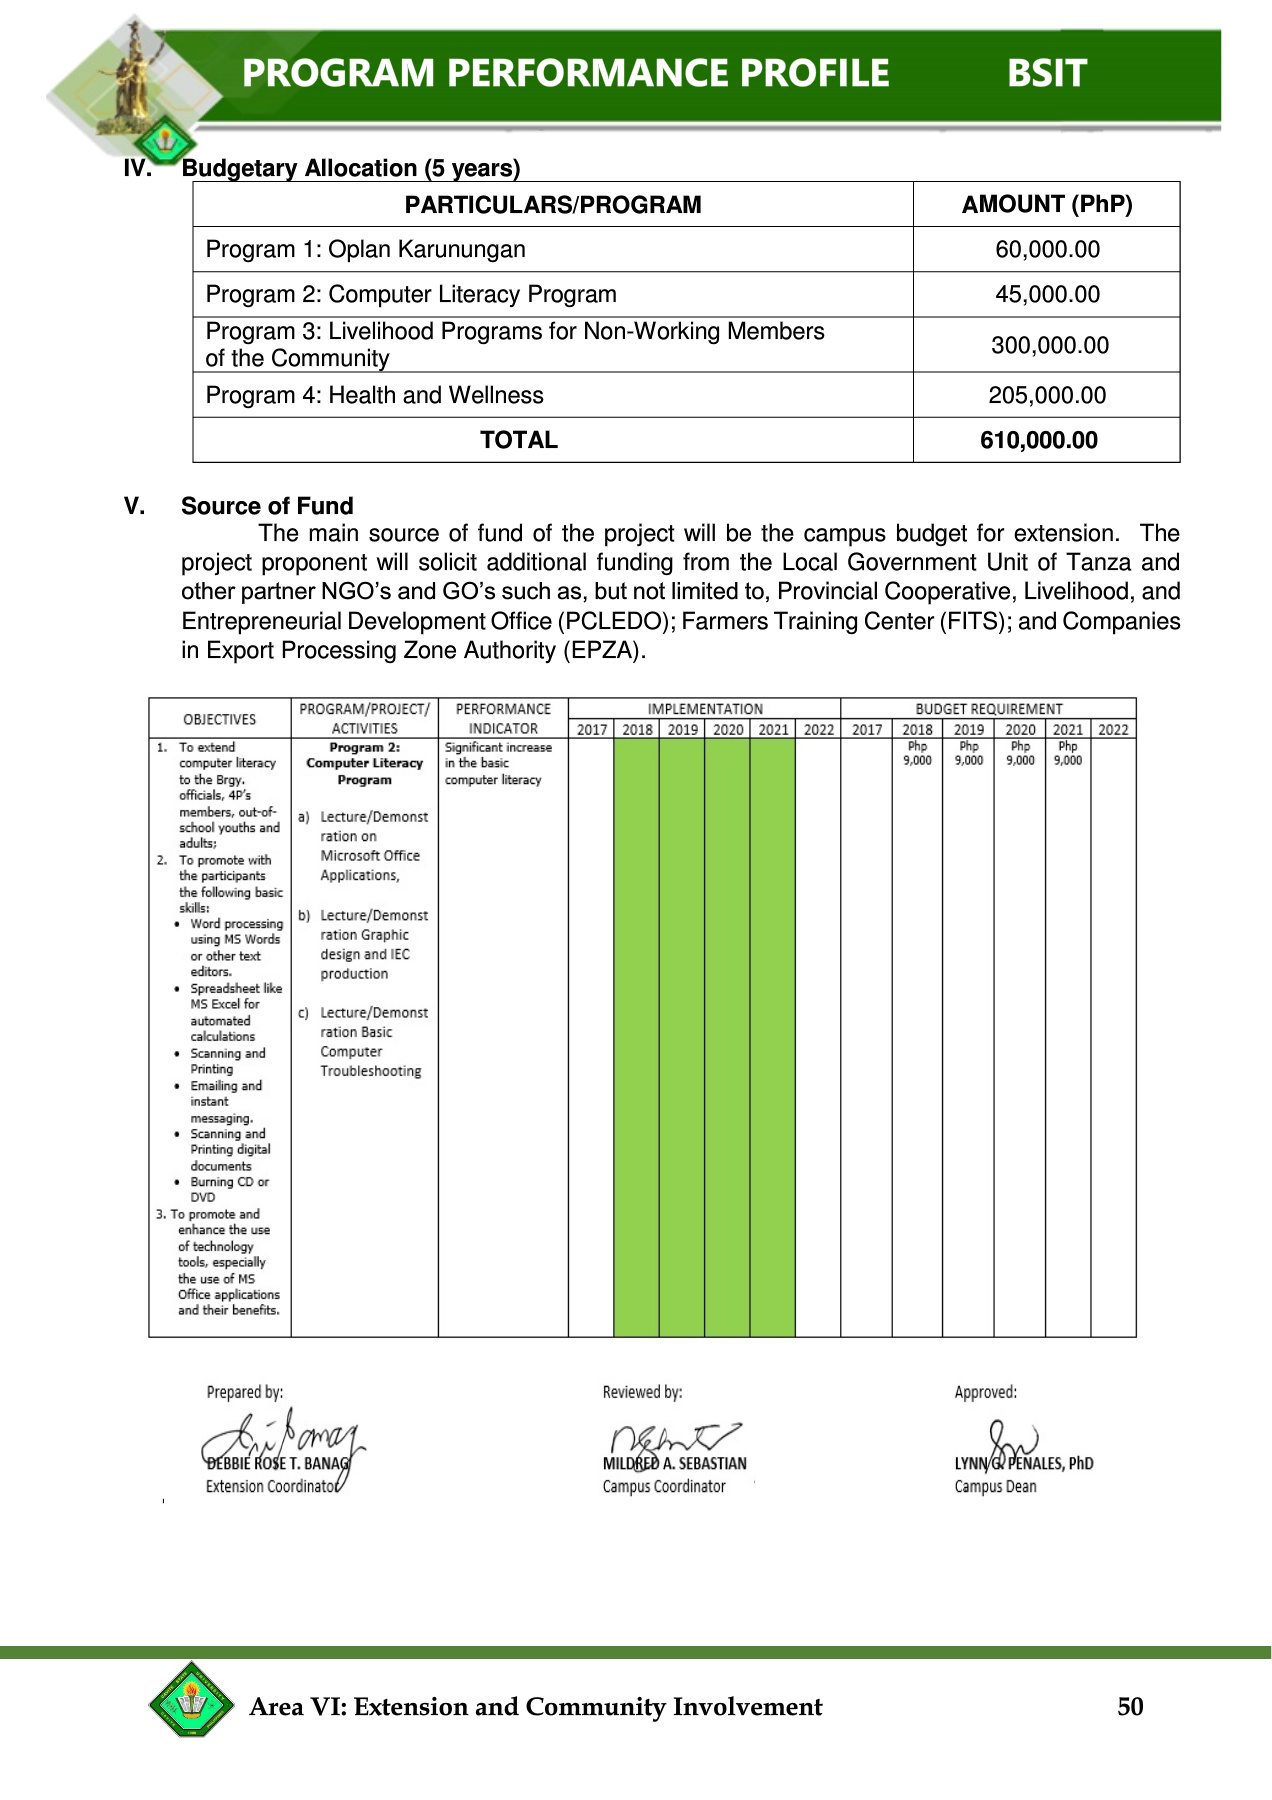 PROGRAM PERFORMANCE PROFILE BSIT
IV. Budgetary Allocation (5 years)
PARTICULARS/PROGRAM AMOUNT (PhP)
Program 1: Oplan Karunungan 60,000.00
Program 2: Computer Literacy Program 45,000.00
Program 3: Livelihood Programs for Non-Working Members
of the Community 300,000.00
Program 4: Health and Wellness 205,000.00
TOTAL 610,000.00
V. Source of Fund
The main source of fund of the project will be the campus budget for extension. The
project proponent will solicit additional funding from the Local Government Unit of Tanza and
other partner NGO's and GO's such as, but not limited to, Provincial Cooperative, Livelihood, and
Entrepreneurial Development Office (PCLEDO); Farmers Training Center (FITS); and Companies
in Export Processing Zone Authority (EPZA).
OBJECTIVES
PROGRAM/PROJECT/
ACTIVITIES
PERFORMANCE
INDICATOR
IMPLEMENTATION
2017 2018 2019 2020 2021 2022
BUDGET REQUIREMENT
2017 2018 2019 2020 2021 2022
1. To extend
computer literacy
to the Brgy.
officials, 4P's
members, out-of-
school youths and
adults;
2. To promote with
the participants
the following basic
skills:
• Word processing
using MS Words
or other text
editors.
• Spreadsheet like
MS Excel for
automated
calculations
• Scanning and
Printing
• Emailing and
instant
messaging.
• Scanning and
Printing digital
documents
• Burning CD or
DVD
3. To promote and
enhance the use
of technology
tools, especially
the use of MS
Office applications
and their benefits.
Program 2:
Computer Literacy
Program
a) Lecture/Demonst
ration on
Microsoft Office
Applications,
b) Lecture/Demonst
ration Graphic
design and IEC
production
c) Lecture/Demonst
ration Basic
Computer
Troubleshooting
Significant increase
in the basic
computer literacy
Php Php Php Php
9,000 9,000 9,000 9,000
Prepared by: Reviewed by: Approved:
DEBBIE ROSE T. BANAG MILDRED A. SEBASTIAN LYNN G. PENALES, PhD
Extension Coordinator Campus Coordinator Campus Dean
Area VI: Extension and Community Involvement 50